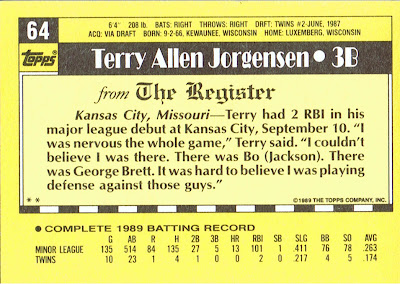 64
6'4" 208 lb. BATS: RIGHT THROWS: RIGHT DRFT: TWINS #2-JUNE, 1987
ACQ: VIA DRAFT BORN: 9-2-66, KEWAUNEE, WISCONSIN HOME: LUXEMBERG, WISCONSIN
Topps
Terry Allen Jorgensen • 3B
from The Register
Kansas City, Missouri—Terry had 2 RBI in his
major league debut at Kansas City, September 10. “I
was nervous the whole game,” Terry said. “I couldn't
believe I was there. There was Bo (Jackson). There
was George Brett. It was hard to believe I was playing
defense against those guys.”
* *
©1989 THE TOPPS COMPANY, INC.
• COMPLETE 1989 BATTING RECORD
G AB R H 2B 3B HR RBI SB SLG BB SO AVG
MINOR LEAGUE 135 514 84 135 27 5 13 101 1 .411 76 78 .263
TWINS 10 23 1 4 1 0 0 2 0 .217 4 5 .174